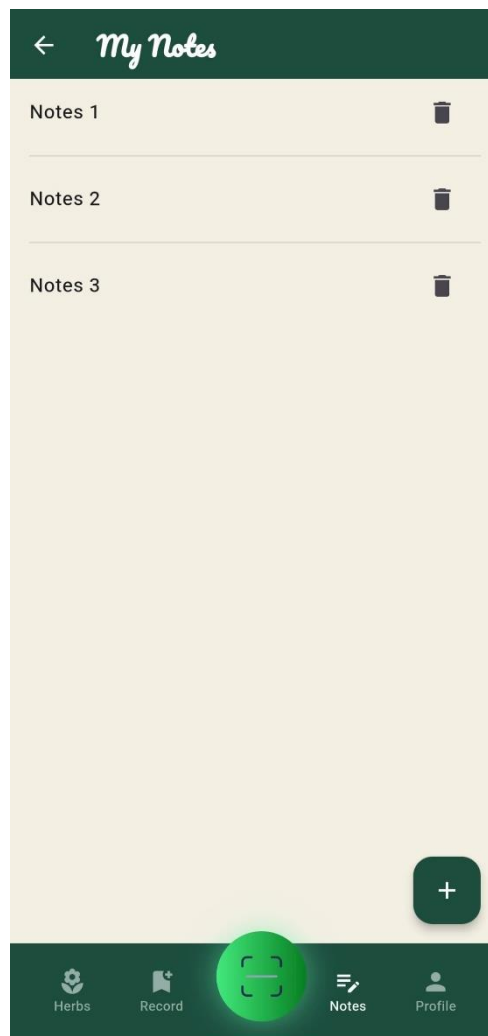 My Notes
Notes 1
Notes 2
Notes 3
Herbs
Record
Notes
Profile